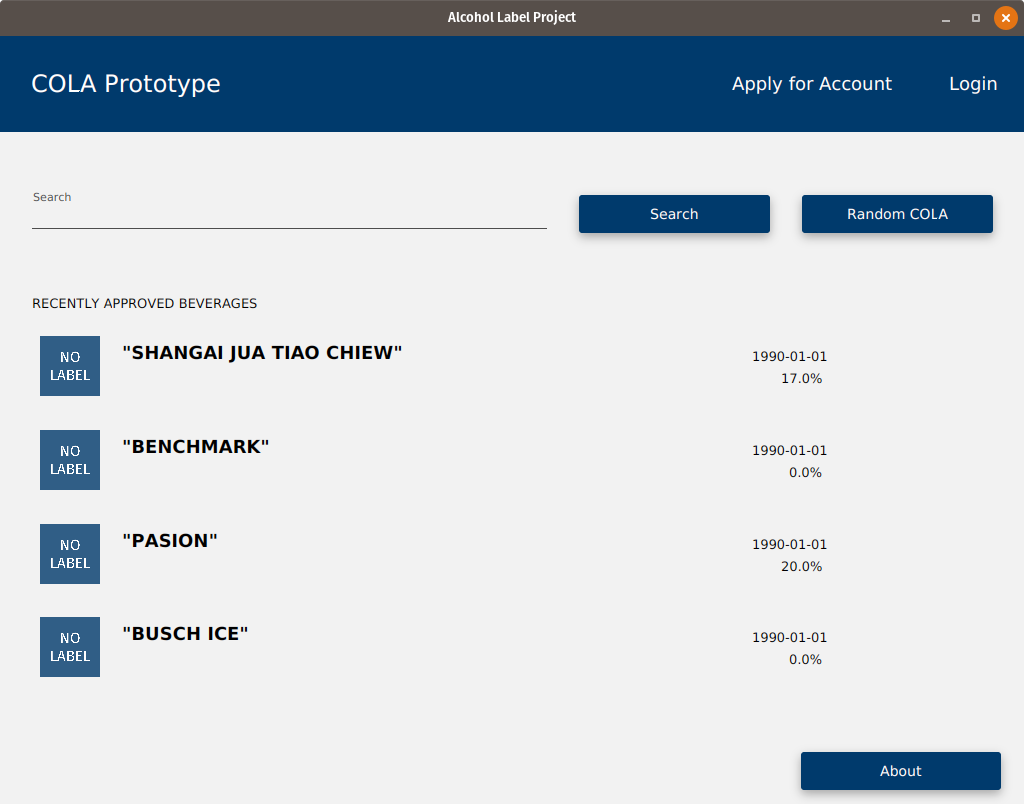 Alcohol Label Project
COLA Prototype
Apply for Account
Login
Search
Search
Random COLA
RECENTLY APPROVED BEVERAGES
NO
LABEL
"SHANGAI JUA TIAO CHIEW"
1990-01-01
17.0%
NO
LABEL
"BENCHMARK"
1990-01-01
0.0%
NO
LABEL
"PASION"
1990-01-01
20.0%
NO
LABEL
"BUSCH ICE"
1990-01-01
0.0%
About